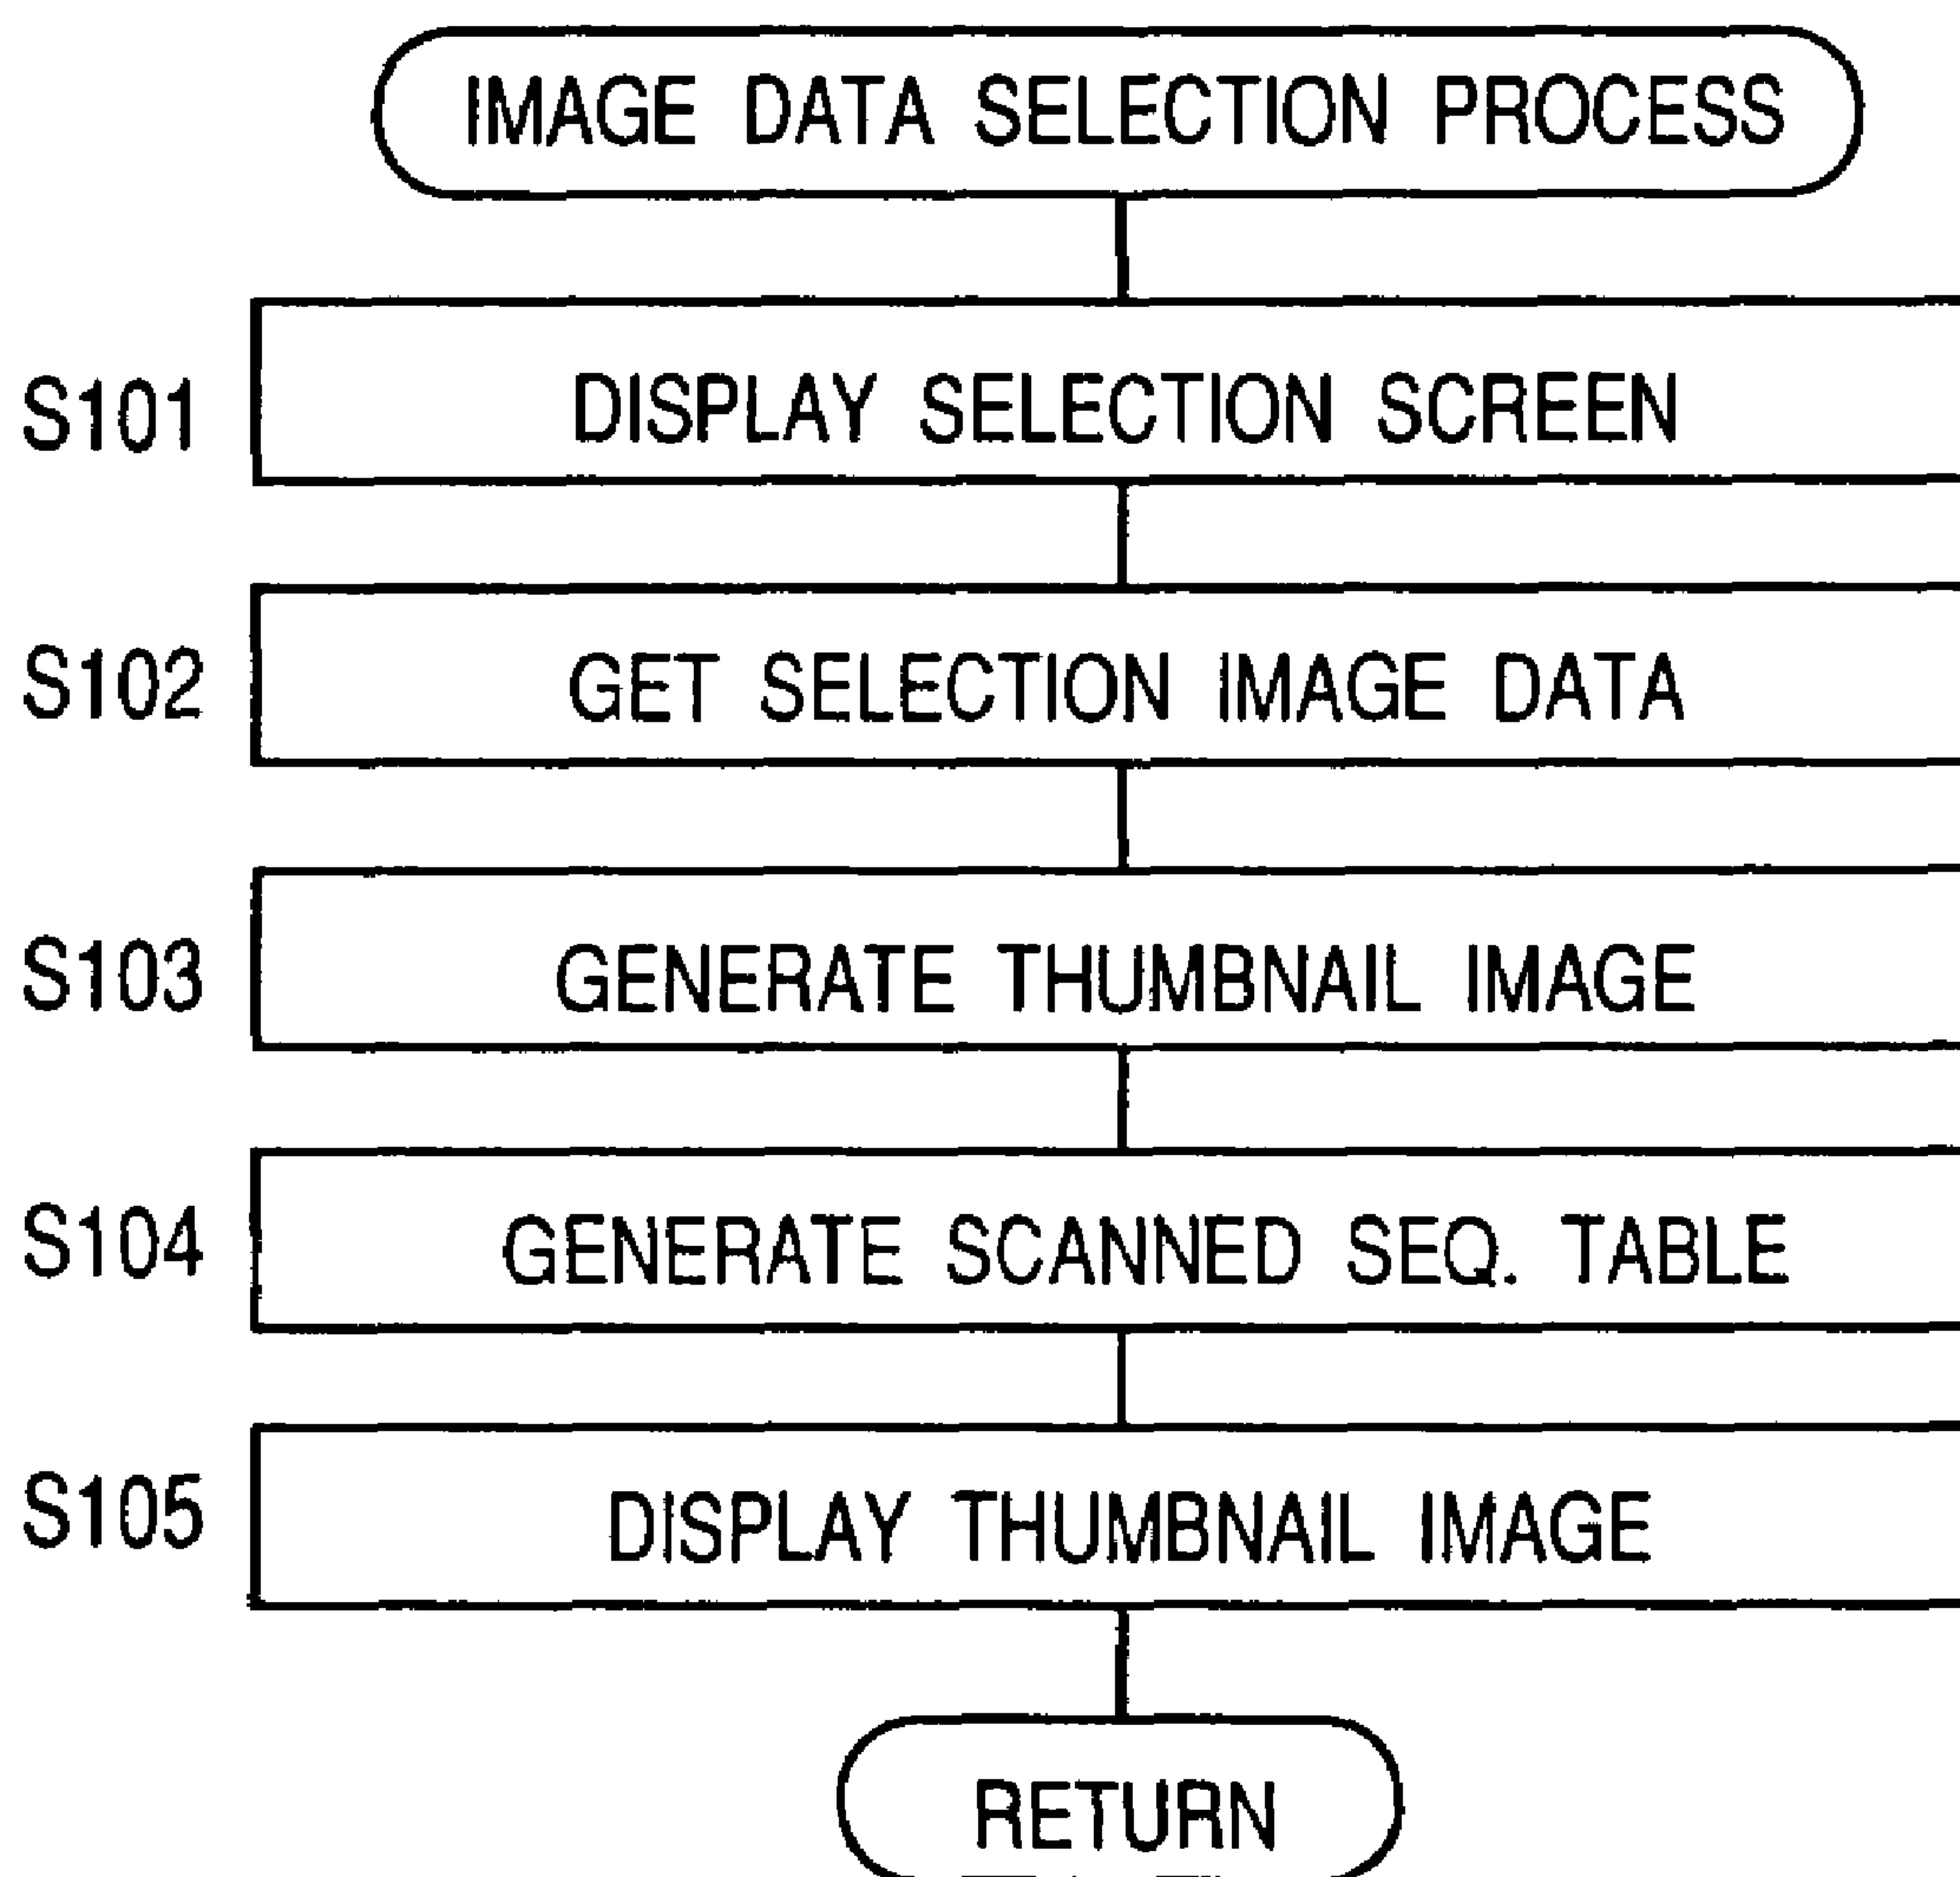 IMAGE DATA SELECTION PROCESS
S101 DISPLAY SELECTION SCREEN
S102 GET SELECTION IMAGE DATA
S103 GENERATE THUMBNAIL IMAGE
S104 GENERATE SCANNED SEQ. TABLE
S105 DISPLAY THUMBNAIL IMAGE
RETURN